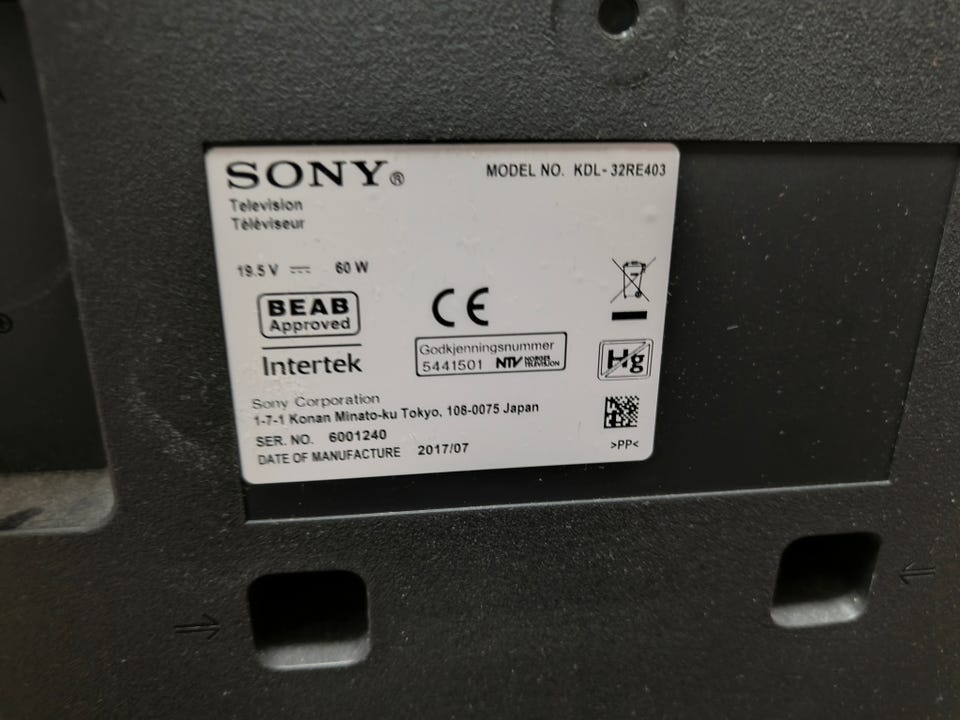 SONY®
MODEL NO. KDL-32RE403
Television
Téléviseur
19.5 V ⎓ 60 W
BEAB
Approved
Intertek
CE
Godkjenningsnummer
5441501 NTV NORGES TELEVISJON
Hg
Sony Corporation
1-7-1 Konan Minato-ku Tokyo, 108-0075 Japan
SER. NO. 6001240
DATE OF MANUFACTURE 2017/07
>PP<
®